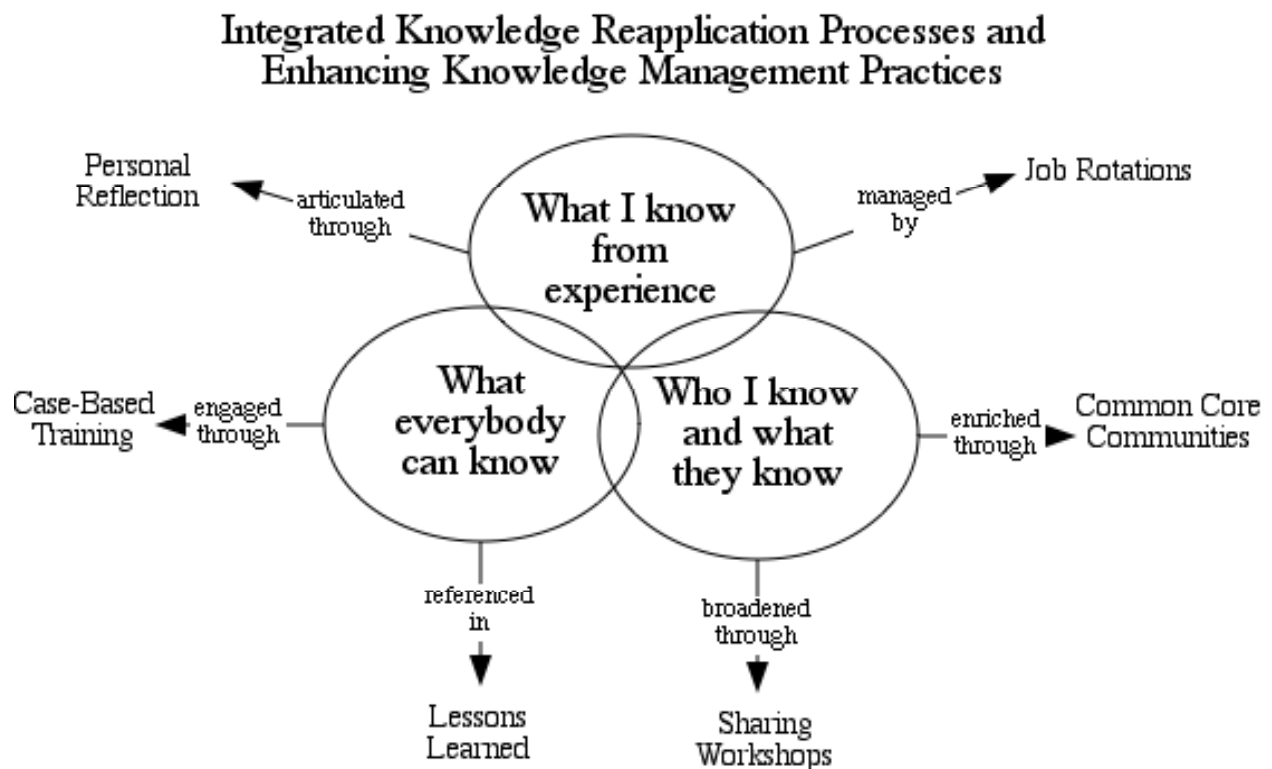 Integrated Knowledge Reapplication Processes and
Enhancing Knowledge Management Practices
Personal
Reflection
articulated
through
What I know
from
experience
managed
by
Job Rotations
Case-Based
Training
engaged
through
What
everybody
can know
Who I know
and what
they know
enriched
through
Common Core
Communities
referenced
in
Lessons
Learned
broadened
through
Sharing
Workshops